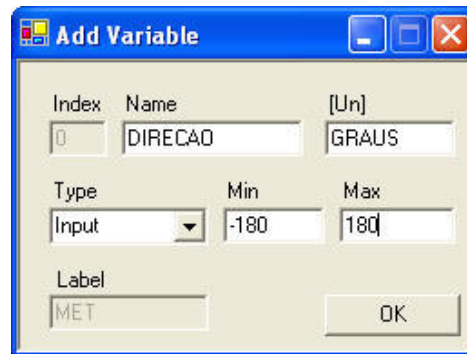 Add Variable
Index Name [Un]
0 DIRECAO GRAUS
Type Min Max
Input -180 180
Label
MET OK